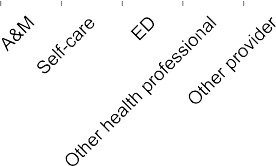 A&M
Self-care
ED
Other health professional
Other provider